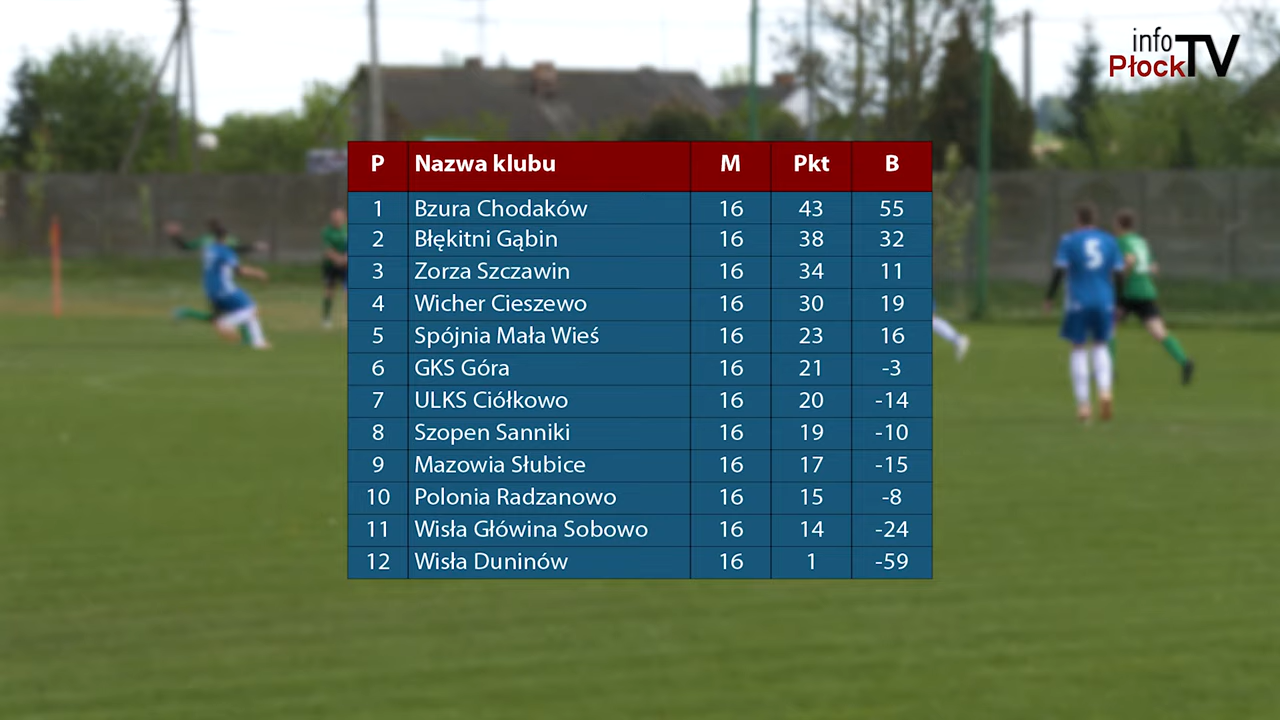 info
Płock TV
P Nazwa klubu M Pkt B
1 Bzura Chodaków 16 43 55
2 Błękitni Gąbin 16 38 32
3 Zorza Szczawin 16 34 11
4 Wicher Cieszewo 16 30 19
5 Spójnia Mała Wieś 16 23 16
6 GKS Góra 16 21 -3
7 ULKS Ciółkowo 16 20 -14
8 Szopen Sanniki 16 19 -10
9 Mazowia Słubice 16 17 -15
10 Polonia Radzanowo 16 15 -8
11 Wisła Główina Sobowo 16 14 -24
12 Wisła Duninów 16 1 -59
5